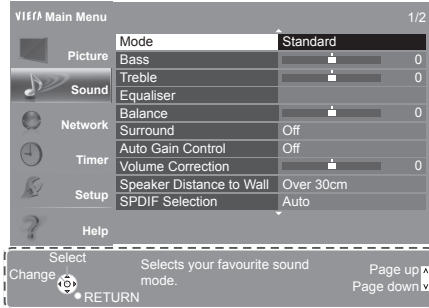 VIErA Main Menu 1/2
Picture
Sound
Network
Timer
Setup
Help
Mode Standard
Bass 0
Treble 0
Equaliser
Balance 0
Surround Off
Auto Gain Control Off
Volume Correction 0
Speaker Distance to Wall Over 30cm
SPDIF Selection Auto
Select
Change
RETURN
Selects your favourite sound
mode.
Page up
Page down